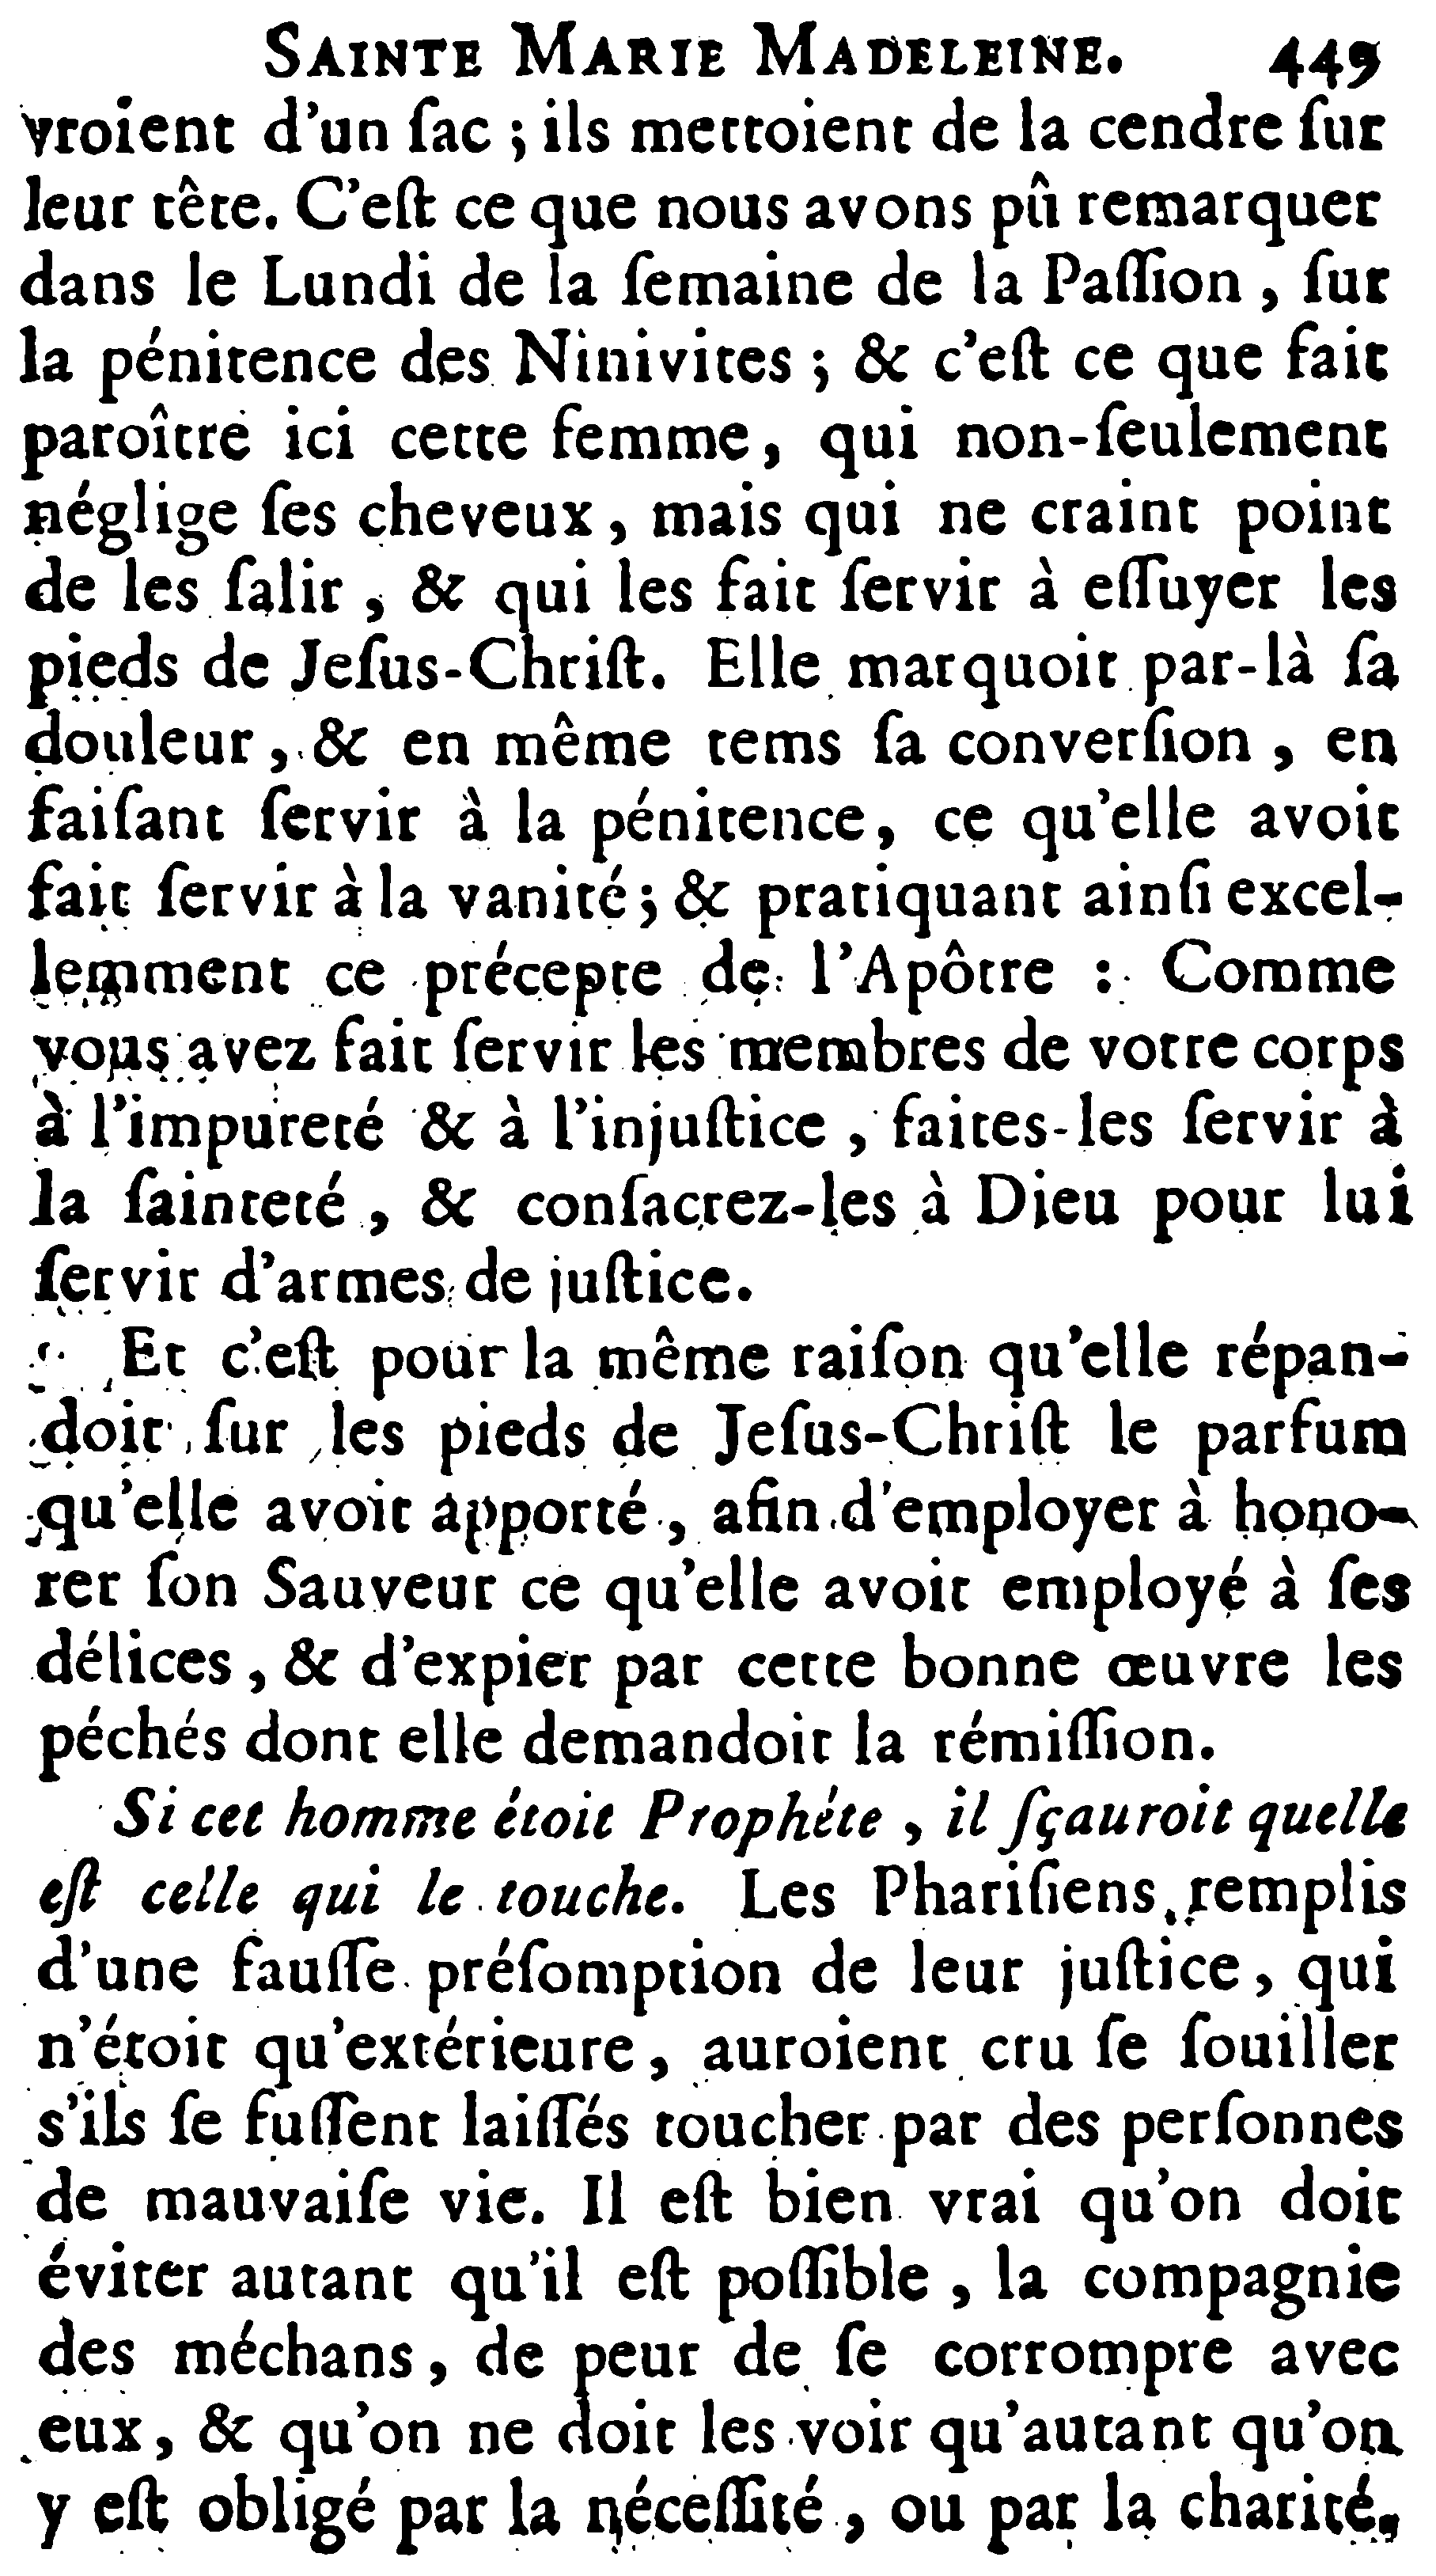 SAINTE MARIE MADELEINE. 449
vroient d'un ſac ; ils mettoient de la cendre ſur
leur tête. C'eſt ce que nous avons pû remarquer
dans le Lundi de la ſemaine de la Paſſion , ſur
la pénitence des Ninivites ; & c'eſt ce que fait
paroître ici cette femme, qui non-ſeulement
néglige ſes cheveux , mais qui ne craint point
de les ſalir , & qui les fait ſervir à eſſuyer les
pieds de Jeſus-Chriſt. Elle marquoit par-là ſa
douleur , & en même tems ſa converſion , en
faiſant ſervir à la pénitence, ce qu'elle avoit
fait ſervir à la vanité ; & pratiquant ainſi excel-
lemment ce précepte de l'Apôtre : Comme
vous avez fait ſervir les membres de votre corps
à l'impureté & à l'injuſtice , faites-les ſervir à
la ſainteté , & conſacrez-les à Dieu pour lui
ſervir d'armes de juſtice.
Et c'eſt pour la même raiſon qu'elle répan-
doit ſur les pieds de Jeſus-Chriſt le parfum
qu'elle avoit apporté , afin d'employer à hono-
rer ſon Sauveur ce qu'elle avoit employé à ſes
délices , & d'expier par cette bonne œuvre les
péchés dont elle demandoit la rémiſſion.
Si cet homme étoit Prophéte , il ſçauroit quelle
eſt celle qui le touche. Les Phariſiens, remplis
d'une fauſſe préſomption de leur juſtice , qui
n'étoit qu'extérieure , auroient cru ſe ſouiller
s'ils ſe fuſſent laiſſés toucher par des perſonnes
de mauvaiſe vie. Il eſt bien vrai qu'on doit
éviter autant qu'il eſt poſſible , la compagnie
des méchans , de peur de ſe corrompre avec
eux , & qu'on ne doit les voir qu'autant qu'on
y eſt obligé par la néceſſité , ou par la charité,